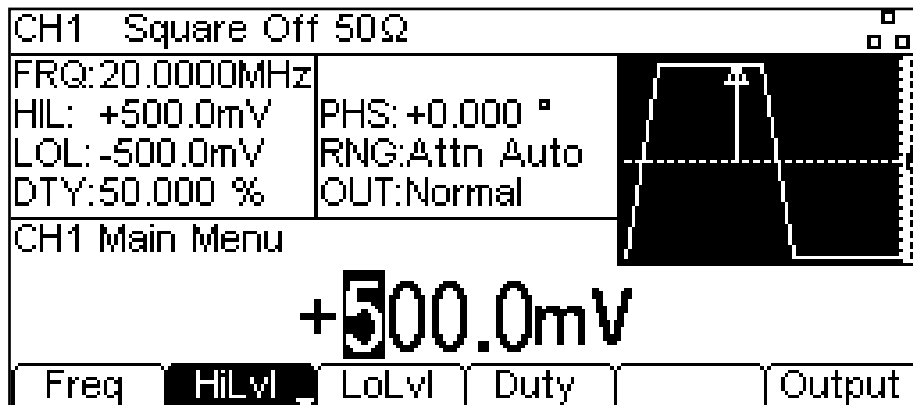 CH1 Square Off 50Ω
FRQ:20.0000MHz
HIL: +500.0mV PHS:+0.000 °
LOL:-500.0mV RNG:Attn Auto
DTY:50.000 % OUT:Normal
CH1 Main Menu
+500.0mV
Freq HiLvl LoLvl Duty Output